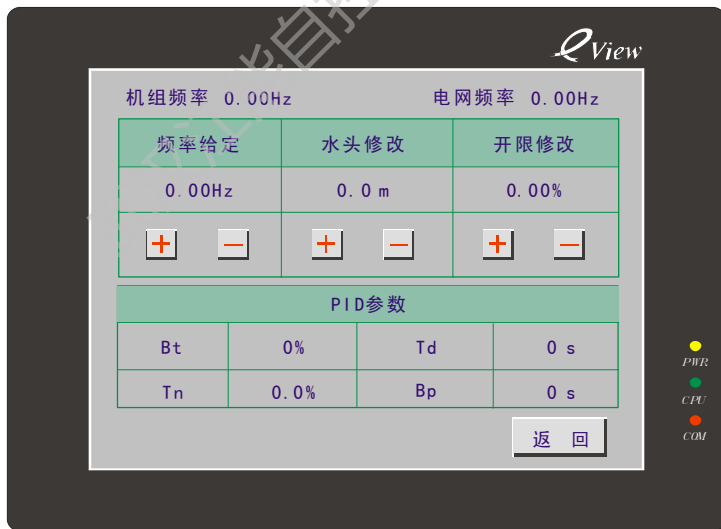 eView
机组频率 0.00Hz 电网频率 0.00Hz
频率给定 水头修改 开限修改
0.00Hz 0.0 m 0.00%
+ − + − + −
PID参数
Bt 0% Td 0 s
Tn 0.0% Bp 0 s
返 回
PWR
CPU
COM